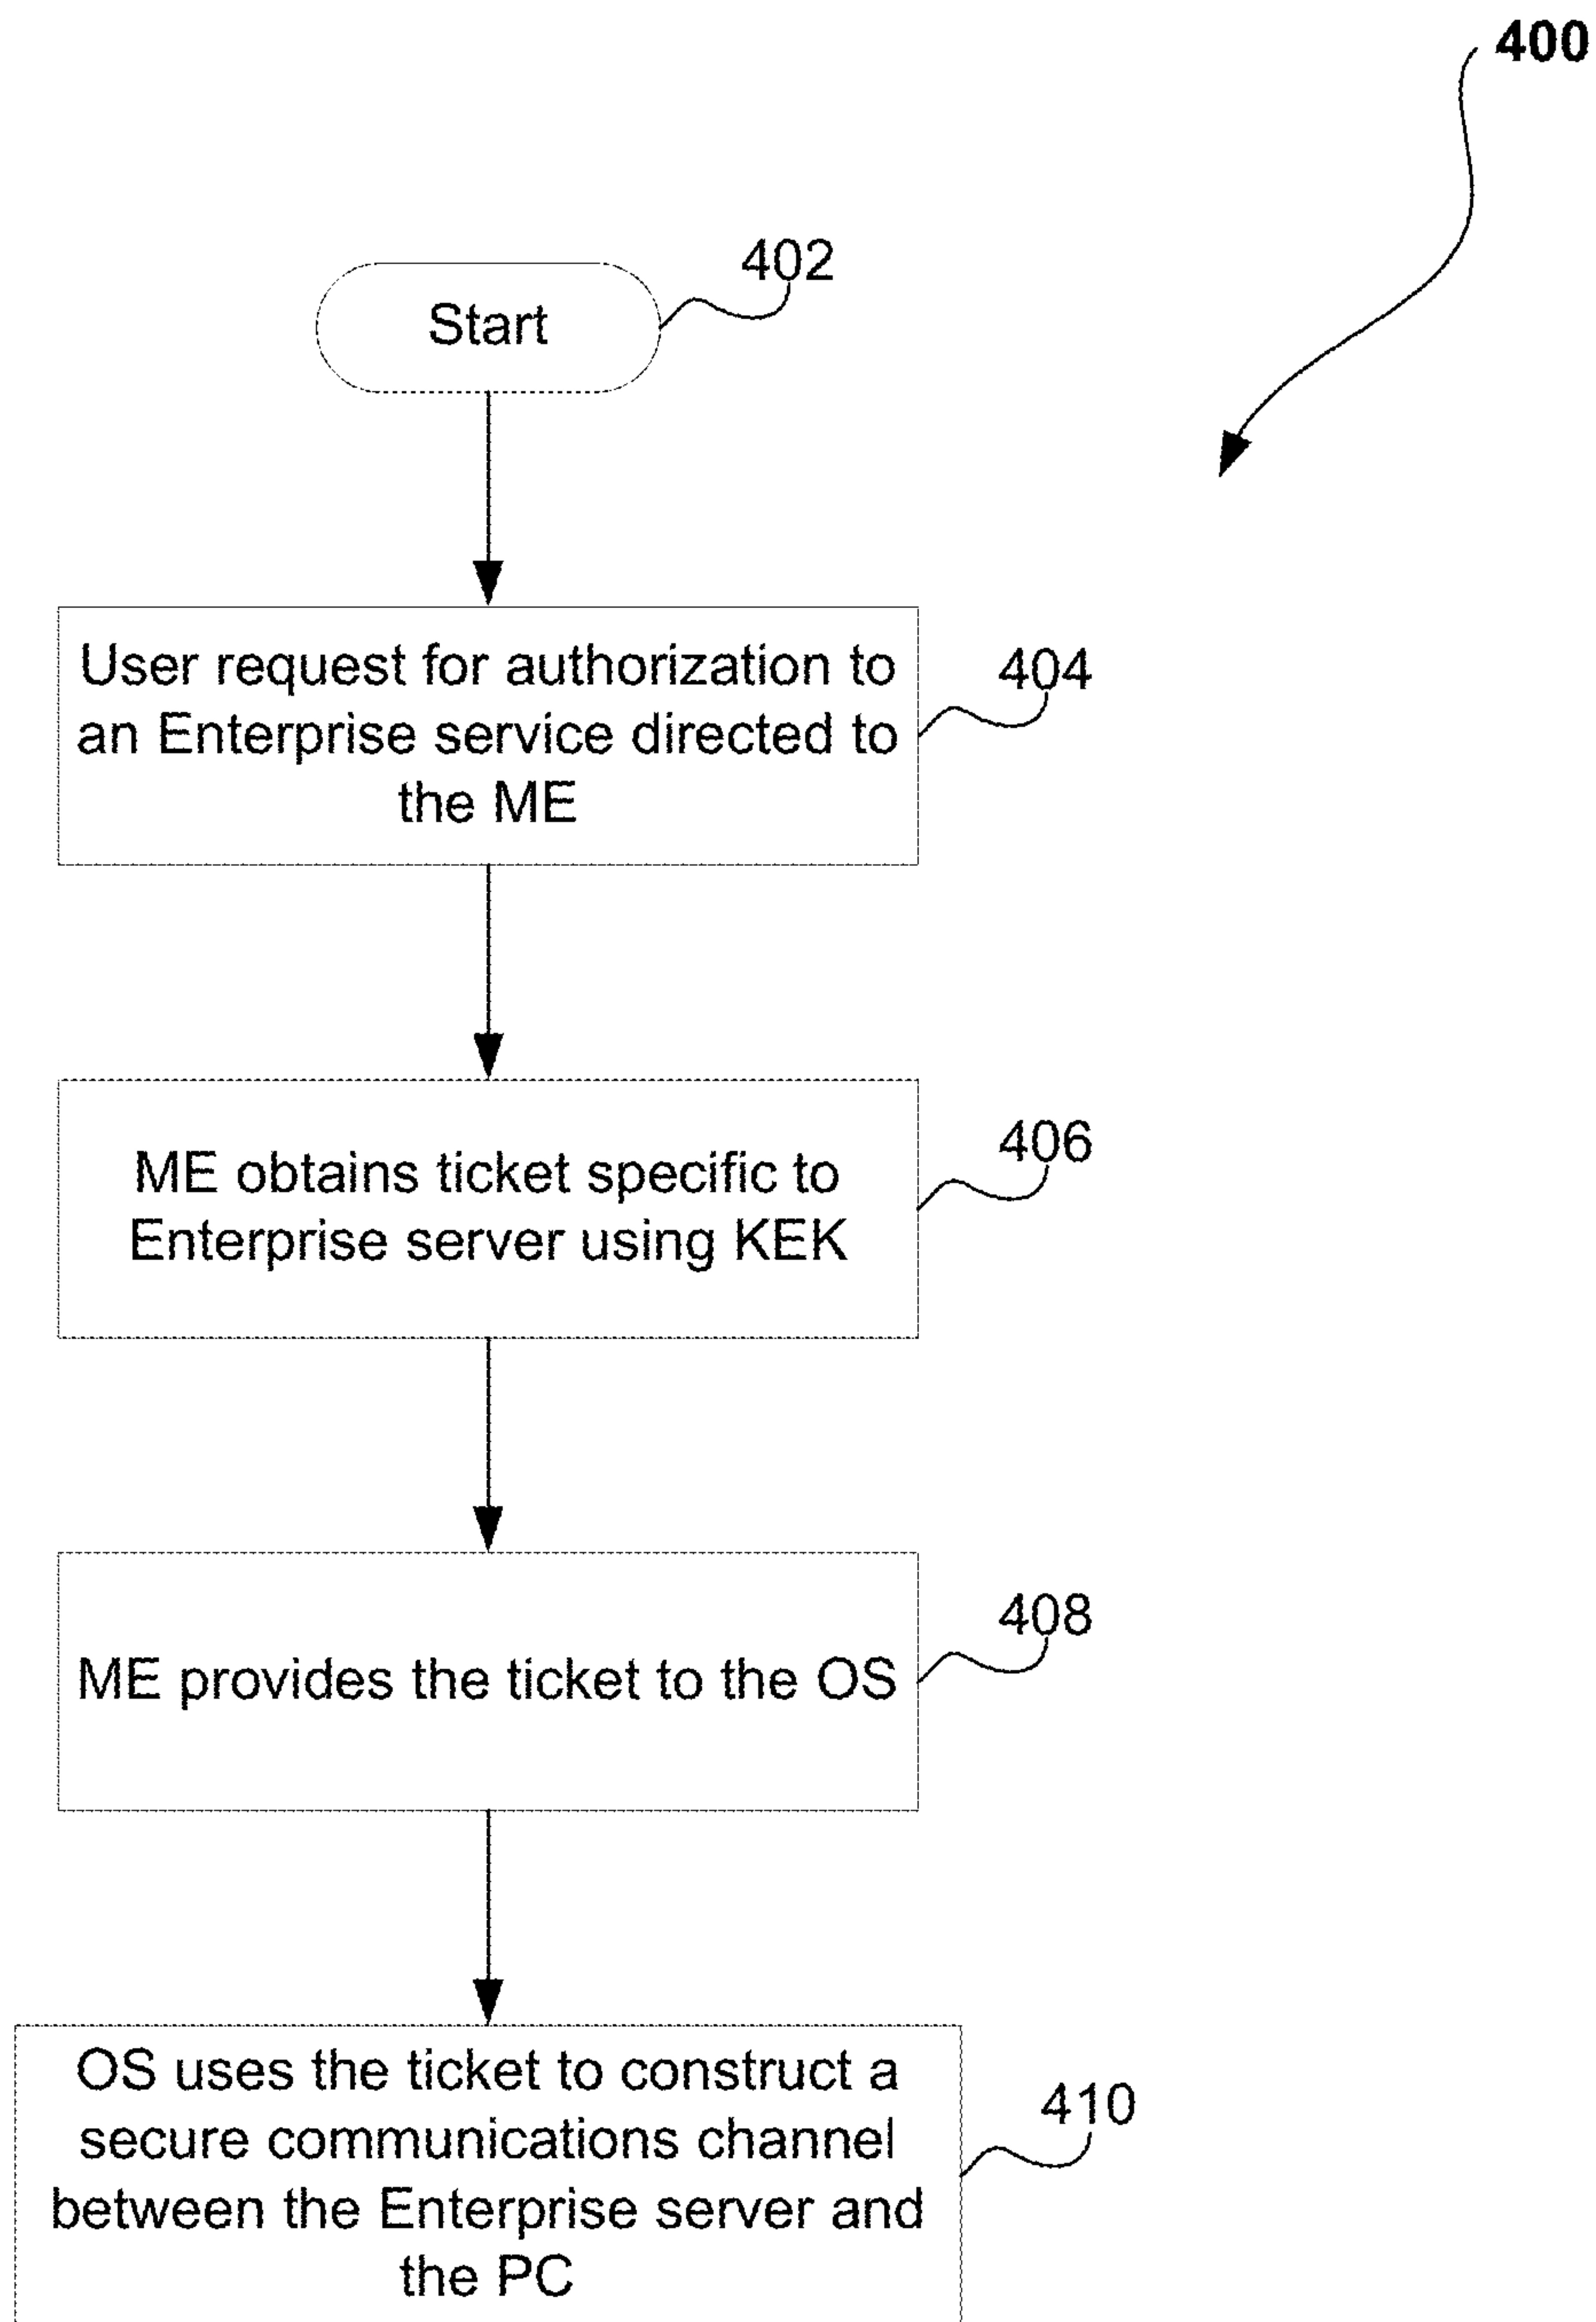 400
402
Start
User request for authorization to
an Enterprise service directed to
the ME
404
ME obtains ticket specific to
Enterprise server using KEK
406
ME provides the ticket to the OS
408
OS uses the ticket to construct a
secure communications channel
between the Enterprise server and
the PC
410